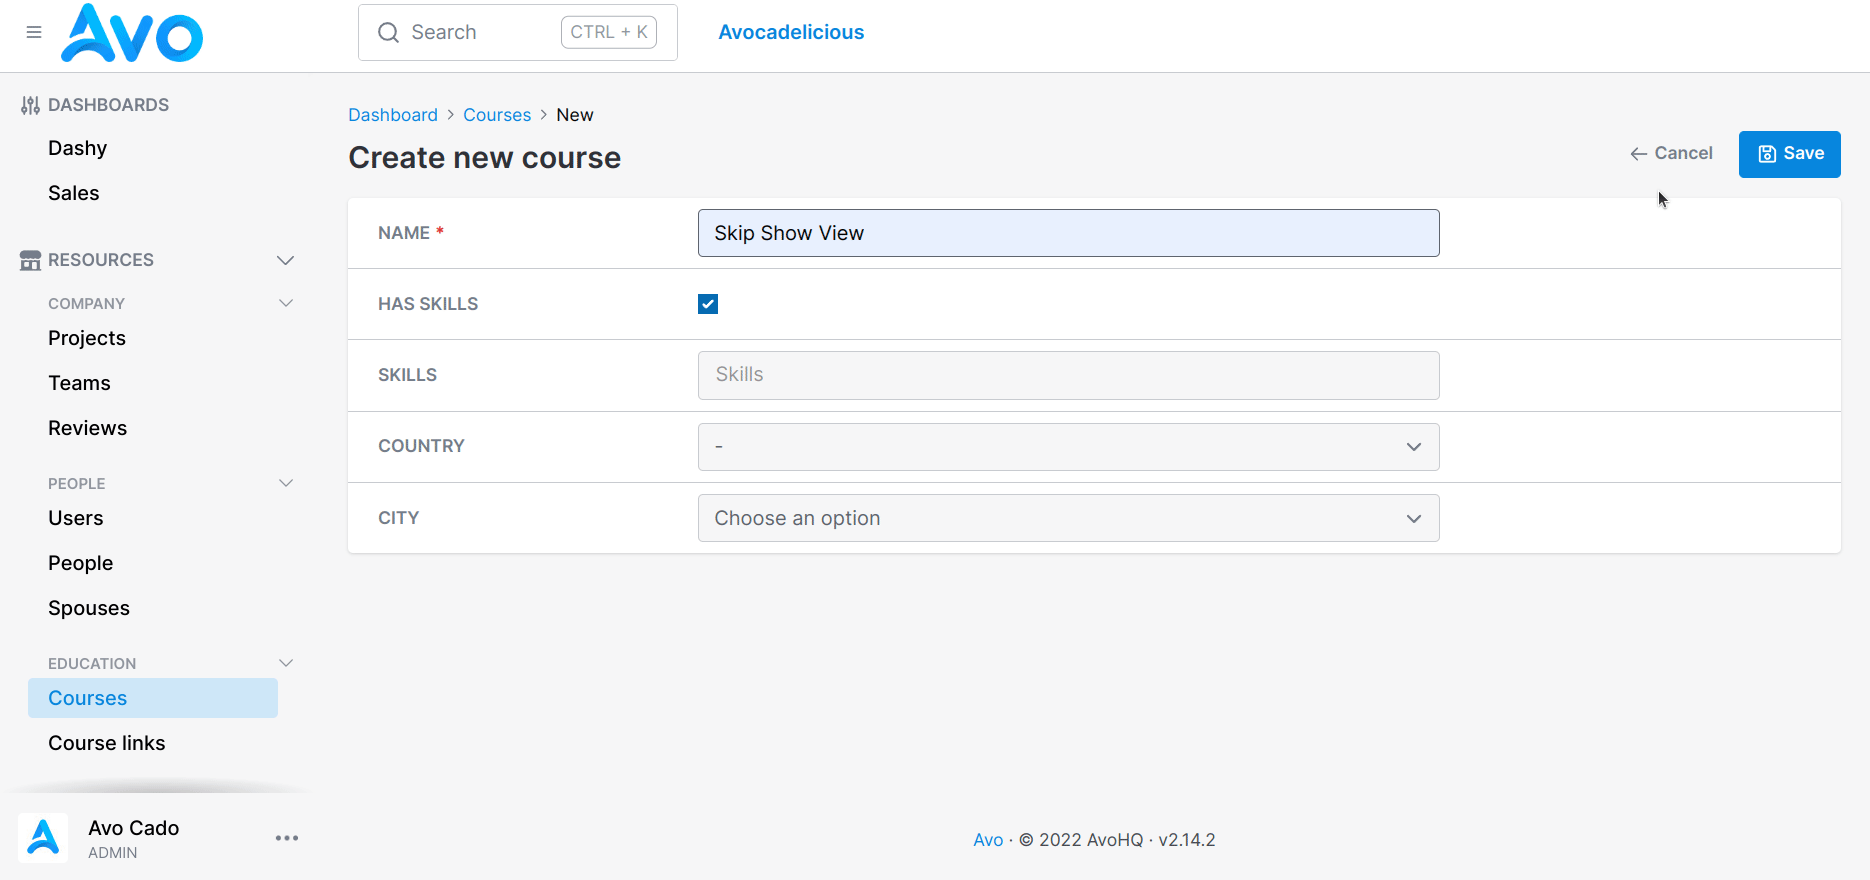 Avo
Search CTRL + K
Avocadelicious
DASHBOARDS
Dashy
Sales
RESOURCES
COMPANY
Projects
Teams
Reviews
PEOPLE
Users
People
Spouses
EDUCATION
Courses
Course links
Avo Cado
ADMIN
Dashboard > Courses > New
Create new course
Cancel
Save
NAME * Skip Show View
HAS SKILLS
SKILLS Skills
COUNTRY -
CITY Choose an option
Avo · © 2022 AvoHQ · v2.14.2